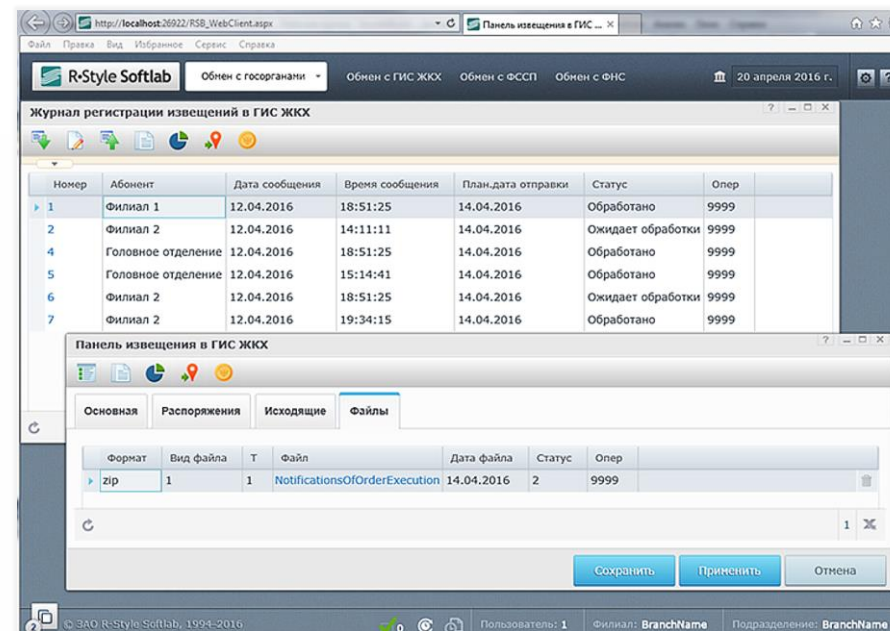 http://localhost:26922/RSB_WebClient.aspx
Панель извещения в ГИС ...
Файл Правка Вид Избранное Сервис Справка
R-Style Softlab Обмен с госорганами Обмен с ГИС ЖКХ Обмен с ФССП Обмен с ФНС 20 апреля 2016 г.
Журнал регистрации извещений в ГИС ЖКХ
Номер Абонент Дата сообщения Время сообщения План.дата отправки Статус Опер
1 Филиал 1 12.04.2016 18:51:25 14.04.2016 Обработано 9999
2 Филиал 2 12.04.2016 14:11:11 14.04.2016 Ожидает обработки 9999
4 Головное отделение 12.04.2016 18:51:25 14.04.2016 Обработано 9999
5 Головное отделение 12.04.2016 15:14:41 14.04.2016 Обработано 9999
6 Филиал 2 12.04.2016 18:51:25 14.04.2016 Ожидает обработки 9999
7 Филиал 2 12.04.2016 19:34:15 14.04.2016 Обработано 9999
Панель извещения в ГИС ЖКХ
Основная Распоряжения Исходящие Файлы
Формат Вид файла Т Файл Дата файла Статус Опер
zip 1 1 NotificationsOfOrderExecution 14.04.2016 2 9999
1
Сохранить Применить Отмена
2 © ЗАО R-Style Softlab, 1994-2016 0 Пользователь: 1 Филиал: BranchName Подразделение: BranchName